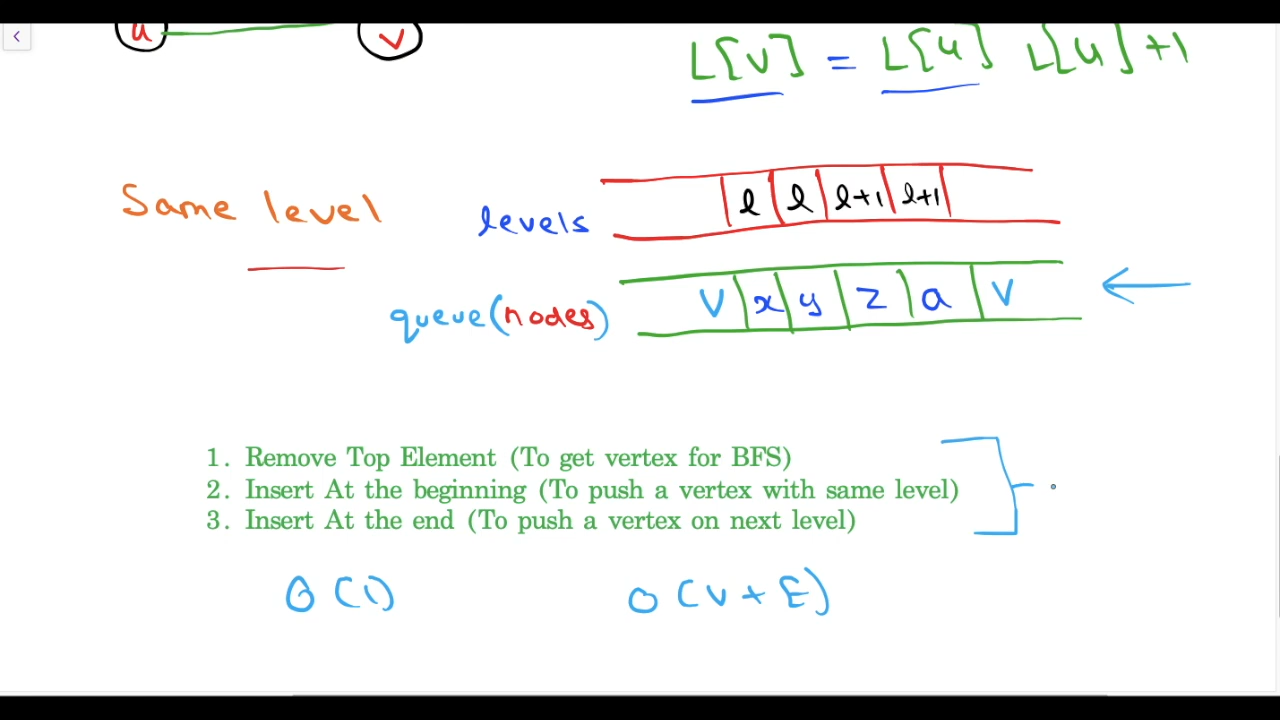 u v
L[v] = L[u] L[u]+1
Same level
levels l l l+1 l+1
queue(nodes) V x y z a V
1. Remove Top Element (To get vertex for BFS)
2. Insert At the beginning (To push a vertex with same level)
3. Insert At the end (To push a vertex on next level)
O(1) O(V+E)